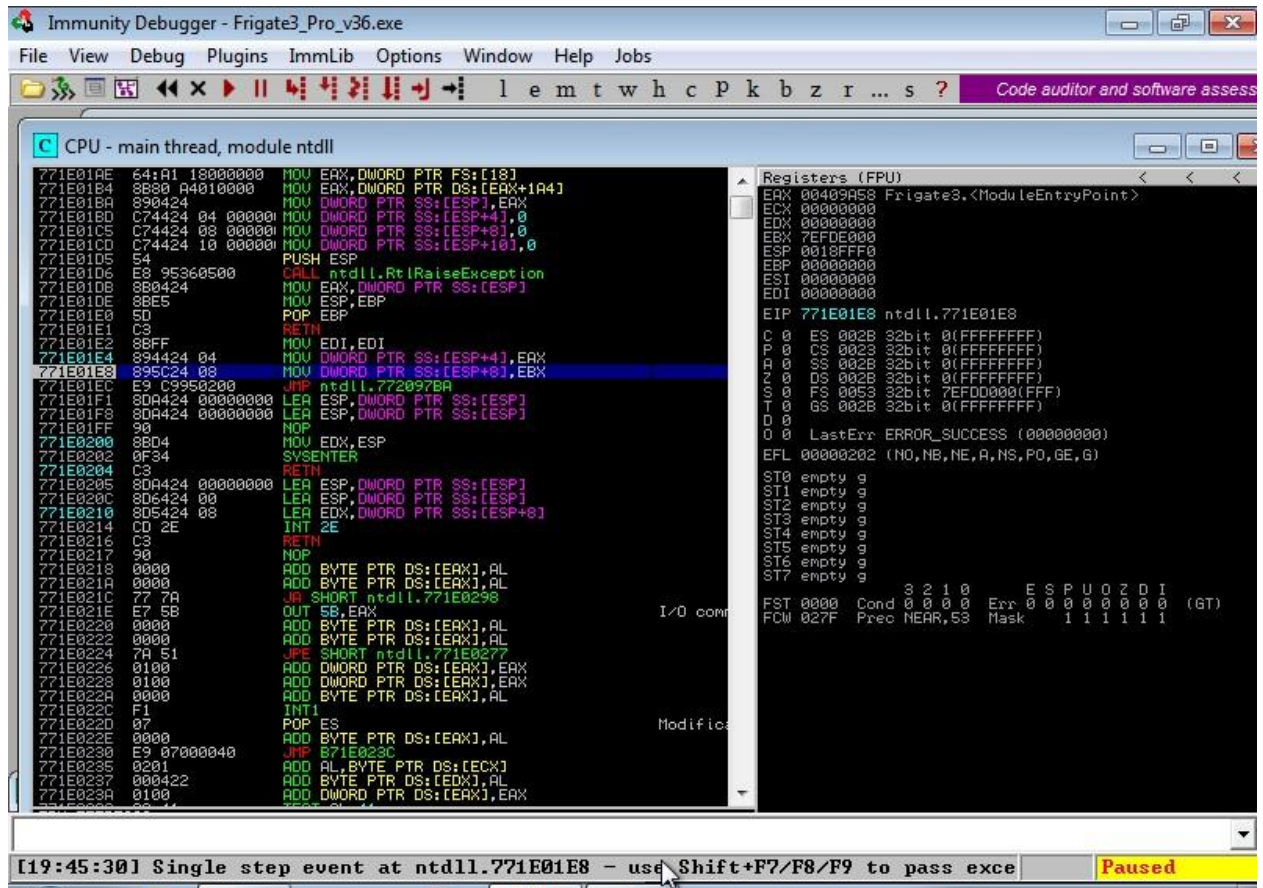 Immunity Debugger - Frigate3_Pro_v36.exe
File View Debug Plugins ImmLib Options Window Help Jobs
l e m t w h c P k b z r ... s ? Code auditor and software assess
C CPU - main thread, module ntdll
771E01AE 64:A1 18000000 MOV EAX,DWORD PTR FS:[18]
771E01B4 8B80 A4010000 MOV EAX,DWORD PTR DS:[EAX+1A4]
771E01BA 890424 MOV DWORD PTR SS:[ESP],EAX
771E01BD C74424 04 00000 MOV DWORD PTR SS:[ESP+4],0
771E01C5 C74424 08 00000 MOV DWORD PTR SS:[ESP+8],0
771E01CD C74424 10 00000 MOV DWORD PTR SS:[ESP+10],0
771E01D5 54 PUSH ESP
771E01D6 E8 95360500 CALL ntdll.RtlRaiseException
771E01DB 8B0424 MOV EAX,DWORD PTR SS:[ESP]
771E01DE 8BE5 MOV ESP,EBP
771E01E0 5D POP EBP
771E01E1 C3 RETN
771E01E2 8BFF MOV EDI,EDI
771E01E4 894424 04 MOV DWORD PTR SS:[ESP+4],EAX
771E01E8 895C24 08 MOV DWORD PTR SS:[ESP+8],EBX
771E01EC E9 C9950200 JMP ntdll.772097BA
771E01F1 8DA424 00000000 LEA ESP,DWORD PTR SS:[ESP]
771E01F8 8DA424 00000000 LEA ESP,DWORD PTR SS:[ESP]
771E01FF 90 NOP
771E0200 8BD4 MOV EDX,ESP
771E0202 0F34 SYSENTER
771E0204 C3 RETN
771E0205 8DA424 00000000 LEA ESP,DWORD PTR SS:[ESP]
771E020C 8D6424 00 LEA ESP,DWORD PTR SS:[ESP]
771E0210 8D5424 08 LEA EDX,DWORD PTR SS:[ESP+8]
771E0214 CD 2E INT 2E
771E0216 C3 RETN
771E0217 90 NOP
771E0218 0000 ADD BYTE PTR DS:[EAX],AL
771E021A 0000 ADD BYTE PTR DS:[EAX],AL
771E021C 77 7A JA SHORT ntdll.771E0298
771E021E E7 5B OUT 5B,EAX I/O comm
771E0220 0000 ADD BYTE PTR DS:[EAX],AL
771E0222 0000 ADD BYTE PTR DS:[EAX],AL
771E0224 7A 51 JPE SHORT ntdll.771E0277
771E0226 0100 ADD DWORD PTR DS:[EAX],EAX
771E0228 0100 ADD DWORD PTR DS:[EAX],EAX
771E022A 0000 ADD BYTE PTR DS:[EAX],AL
771E022C F1 INT1
771E022D 07 POP ES Modifica
771E022E 0000 ADD BYTE PTR DS:[EAX],AL
771E0230 E9 07000040 JMP B71E023C
771E0235 0201 ADD AL,BYTE PTR DS:[ECX]
771E0237 000422 ADD BYTE PTR DS:[EDX],AL
771E023A 0100 ADD DWORD PTR DS:[EAX],EAX
Registers (FPU) < < <
EAX 00409A58 Frigate3.<ModuleEntryPoint>
ECX 00000000
EDX 00000000
EBX 7EFDE000
ESP 0018FFF0
EBP 00000000
ESI 00000000
EDI 00000000
EIP 771E01E8 ntdll.771E01E8
C 0 ES 002B 32bit 0(FFFFFFFF)
P 0 CS 0023 32bit 0(FFFFFFFF)
A 0 SS 002B 32bit 0(FFFFFFFF)
Z 0 DS 002B 32bit 0(FFFFFFFF)
S 0 FS 0053 32bit 7EFDD000(FFF)
T 0 GS 002B 32bit 0(FFFFFFFF)
D 0
O 0 LastErr ERROR_SUCCESS (00000000)
EFL 00000202 (NO,NB,NE,A,NS,PO,GE,G)
ST0 empty g
ST1 empty g
ST2 empty g
ST3 empty g
ST4 empty g
ST5 empty g
ST6 empty g
ST7 empty g
3 2 1 0 E S P U O Z D I
FST 0000 Cond 0 0 0 0 Err 0 0 0 0 0 0 0 0 (GT)
FCW 027F Prec NEAR,53 Mask 1 1 1 1 1 1
[19:45:30] Single step event at ntdll.771E01E8 - use Shift+F7/F8/F9 to pass exce Paused